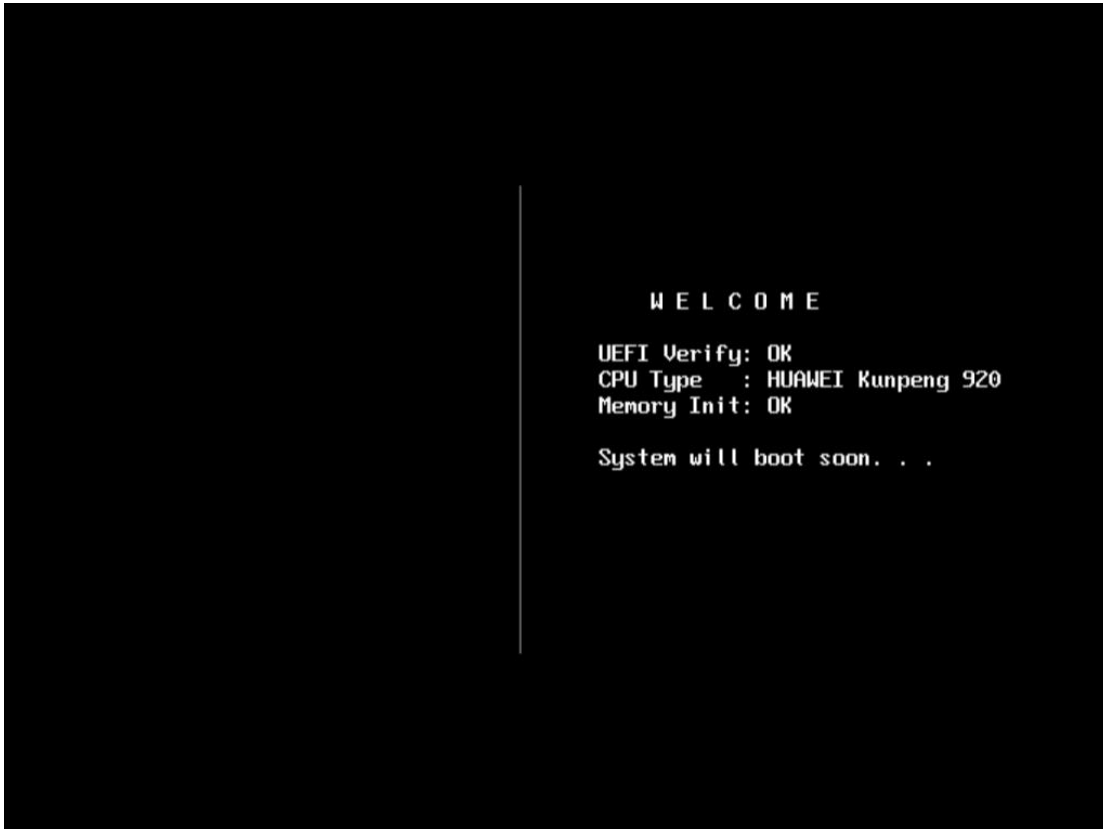 W E L C O M E
UEFI Verify: OK
CPU Type   : HUAWEI Kunpeng 920
Memory Init: OK
System will boot soon. . .